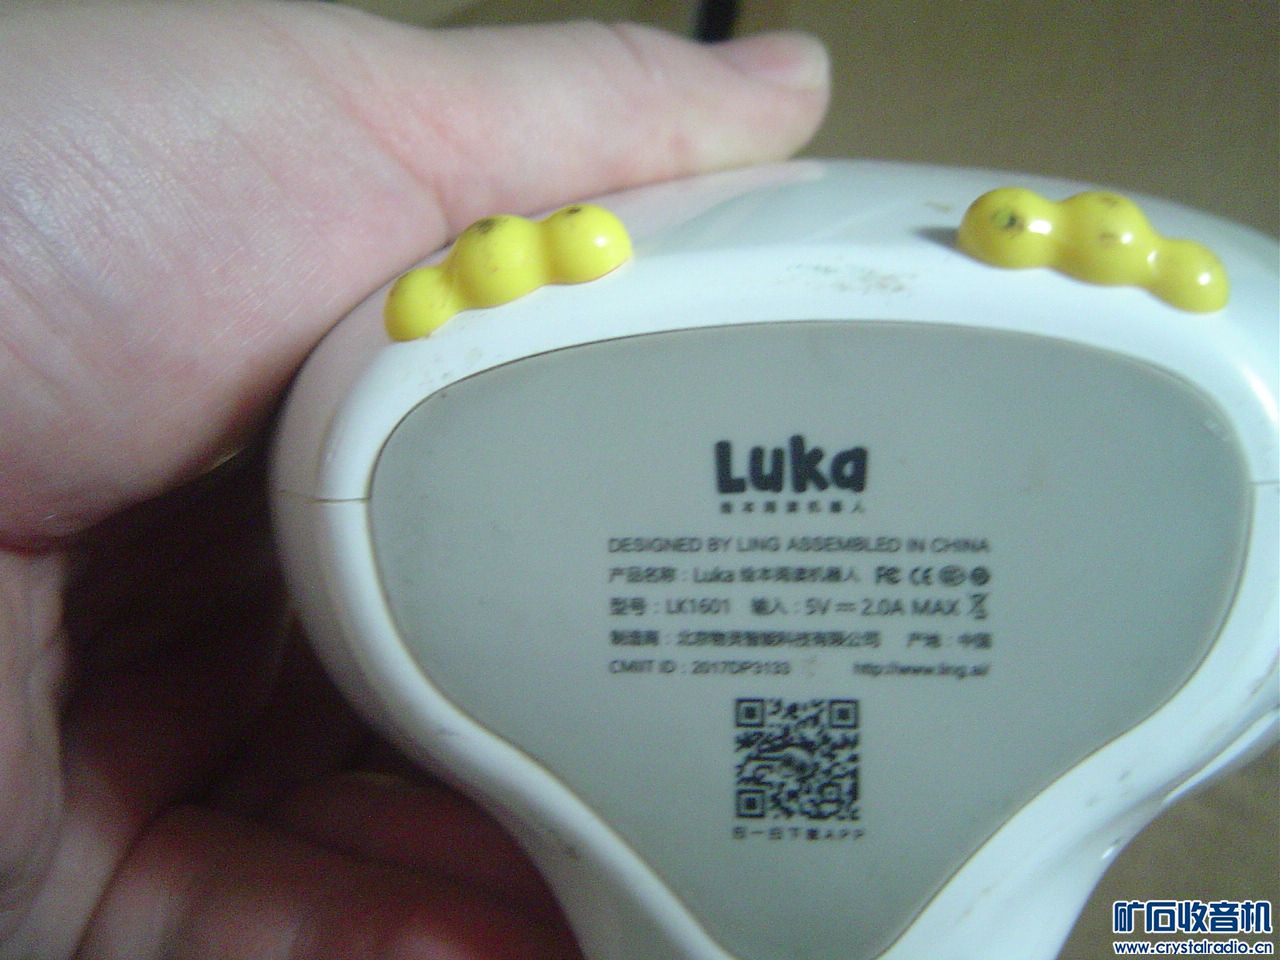 Luka
绘本阅读机器人
DESIGNED BY LING ASSEMBLED IN CHINA
产品名称：Luka 绘本阅读机器人 FC CE
型号：LK1601 输入：5V ⎓ 2.0A MAX
制造商：北京物灵智能科技有限公司 产地：中国
CMIIT ID：2017DP3133 http://www.ling.ai/
扫一扫下载APP
矿石收音机
www.crystalradio.cn